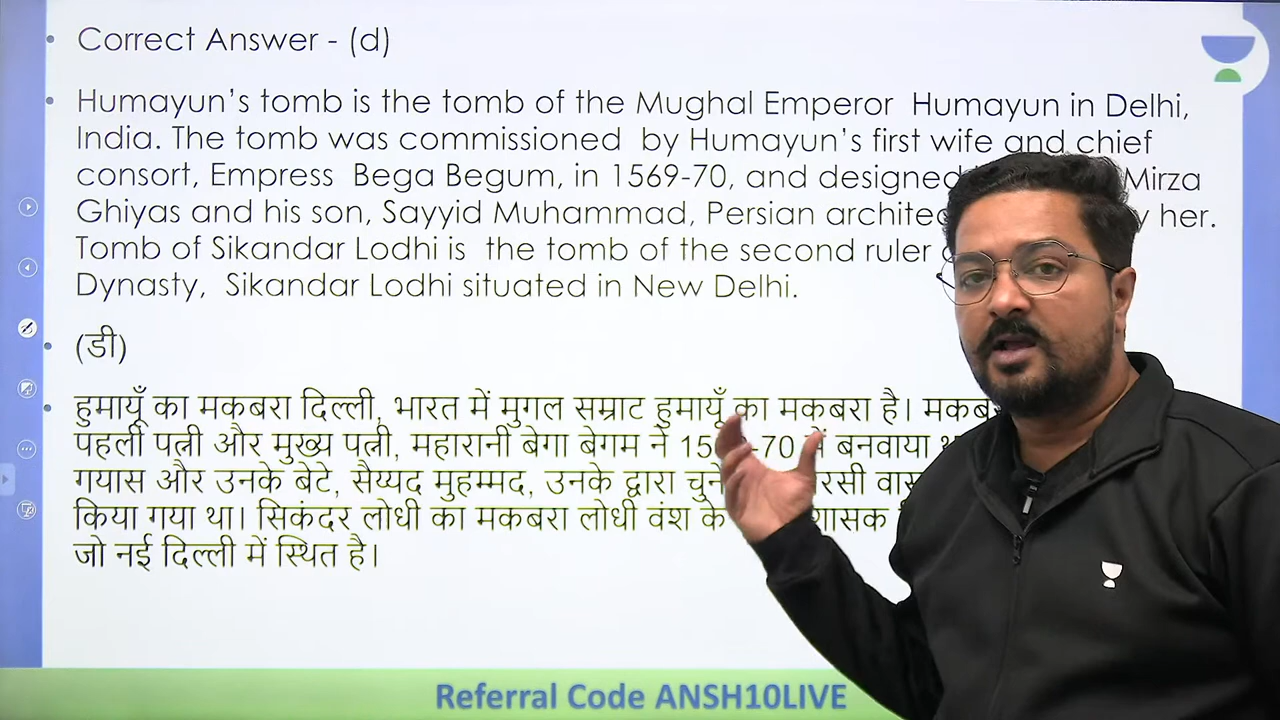 Correct Answer - (d)
Humayun's tomb is the tomb of the Mughal Emperor Humayun in Delhi,
India. The tomb was commissioned by Humayun's first wife and chief
consort, Empress Bega Begum, in 1569-70, and designed Mirza
Ghiyas and his son, Sayyid Muhammad, Persian her.
Tomb of Sikandar Lodhi is the tomb of the second ruler
Dynasty, Sikandar Lodhi situated in New Delhi.
(डी)
हुमायूँ का मकबरा दिल्ली, भारत में मुगल सम्राट हुमायूँ का मकबरा है।
पहली पत्नी और मुख्य पत्नी, महारानी बेगा बेगम ने में बनवाया
गयास और उनके बेटे, सैय्यद मुहम्मद, उनके द्वारा
किया गया था। सिकंदर लोधी का मकबरा लोधी वंश के
जो नई दिल्ली में स्थित है।
Referral Code ANSH10LIVE